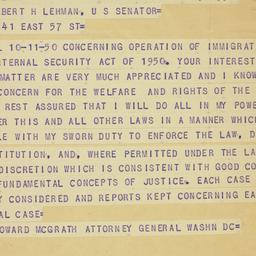 BERT H LEHMAN, U S SENATOR=
41 EAST 57 ST=
10-11-50 CONCERNING OPERATION OF IMMIGRAT
TERNAL SECURITY ACT OF 1950. YOUR INTEREST
MATTER ARE VERY MUCH APPRECIATED AND I KNOW
CONCERN FOR THE WELFARE AND RIGHTS OF THE
REST ASSURED THAT I WILL DO ALL IN MY POWE
ER THIS AND ALL OTHER LAWS IN A MANNER WHIC
LE WITH MY SWORN DUTY TO ENFORCE THE LAW, D
TITUTION, AND, WHERE PERMITTED UNDER THE LA
DISCRETION WHICH IS CONSISTENT WITH GOOD CO
FUNDAMENTAL CONCEPTS OF JUSTICE. EACH CASE
Y CONSIDERED AND REPORTS KEPT CONCERNING EA
AL CASE=
OWARD MCGRATH ATTORNEY GENERAL WASHN DC=